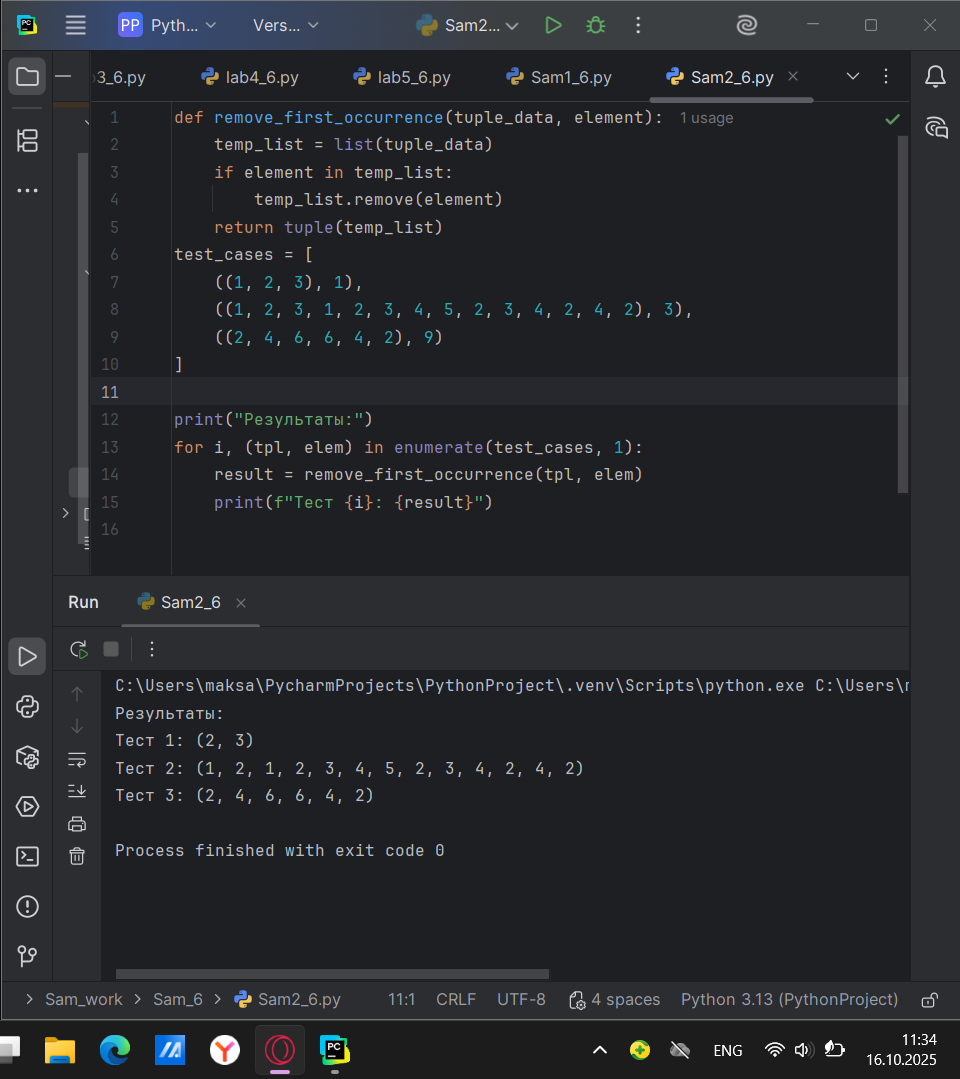 PP Pyth... Vers... Sam2...
3_6.py lab4_6.py lab5_6.py Sam1_6.py Sam2_6.py
1 def remove_first_occurrence(tuple_data, element): 1 usage
2 temp_list = list(tuple_data)
3 if element in temp_list:
4 temp_list.remove(element)
5 return tuple(temp_list)
6 test_cases = [
7 ((1, 2, 3), 1),
8 ((1, 2, 3, 1, 2, 3, 4, 5, 2, 3, 4, 2, 4, 2), 3),
9 ((2, 4, 6, 6, 4, 2), 9)
10 ]
11
12 print("Результаты:")
13 for i, (tpl, elem) in enumerate(test_cases, 1):
14 result = remove_first_occurrence(tpl, elem)
15 print(f"Тест {i}: {result}")
16
Run Sam2_6
C:\Users\maksa\PycharmProjects\PythonProject\.venv\Scripts\python.exe C:\Users\
Результаты:
Тест 1: (2, 3)
Тест 2: (1, 2, 1, 2, 3, 4, 5, 2, 3, 4, 2, 4, 2)
Тест 3: (2, 4, 6, 6, 4, 2)
Process finished with exit code 0
Sam_work > Sam_6 > Sam2_6.py 11:1 CRLF UTF-8 4 spaces Python 3.13 (PythonProject)
ENG 11:34
16.10.2025